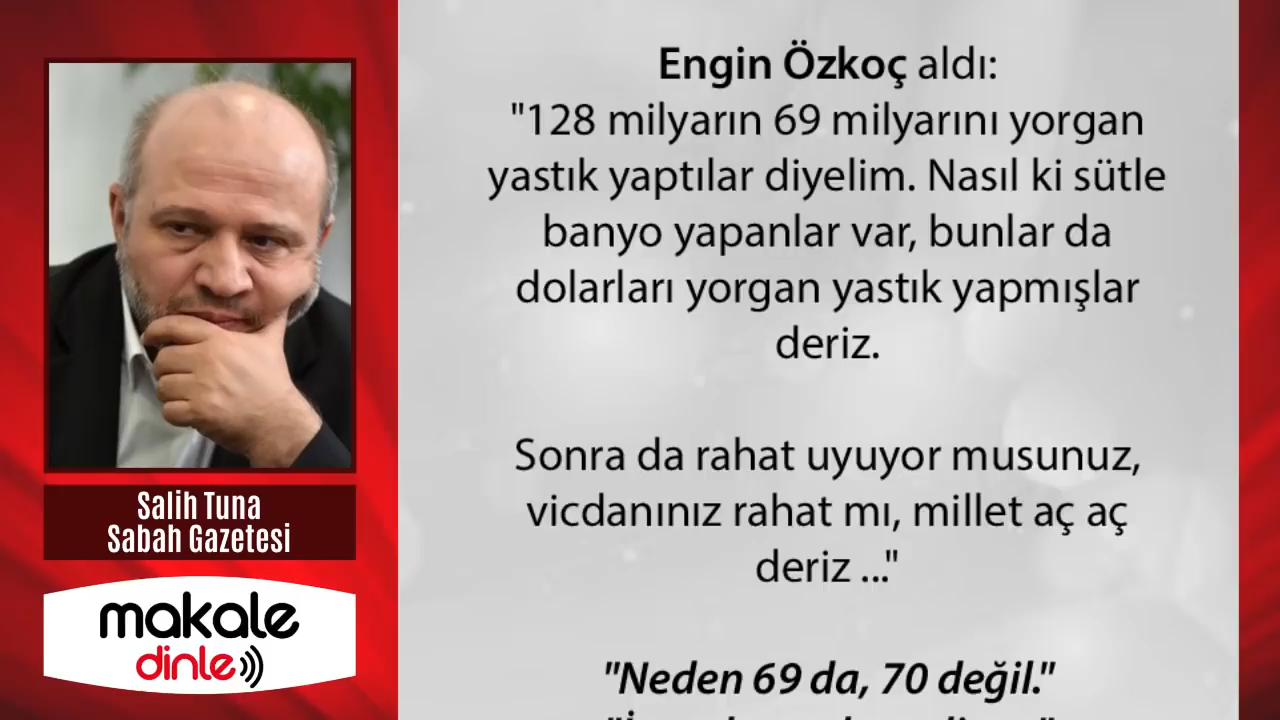 Engin Özkoç aldı:
"128 milyarın 69 milyarını yorgan
yastık yaptılar diyelim. Nasıl ki sütle
banyo yapanlar var, bunlar da
dolarları yorgan yastık yapmışlar
deriz.
Sonra da rahat uyuyor musunuz,
vicdanınız rahat mı, millet aç aç
deriz ..."
"Neden 69 da, 70 değil."
Salih Tuna
Sabah Gazetesi
makale
dinle